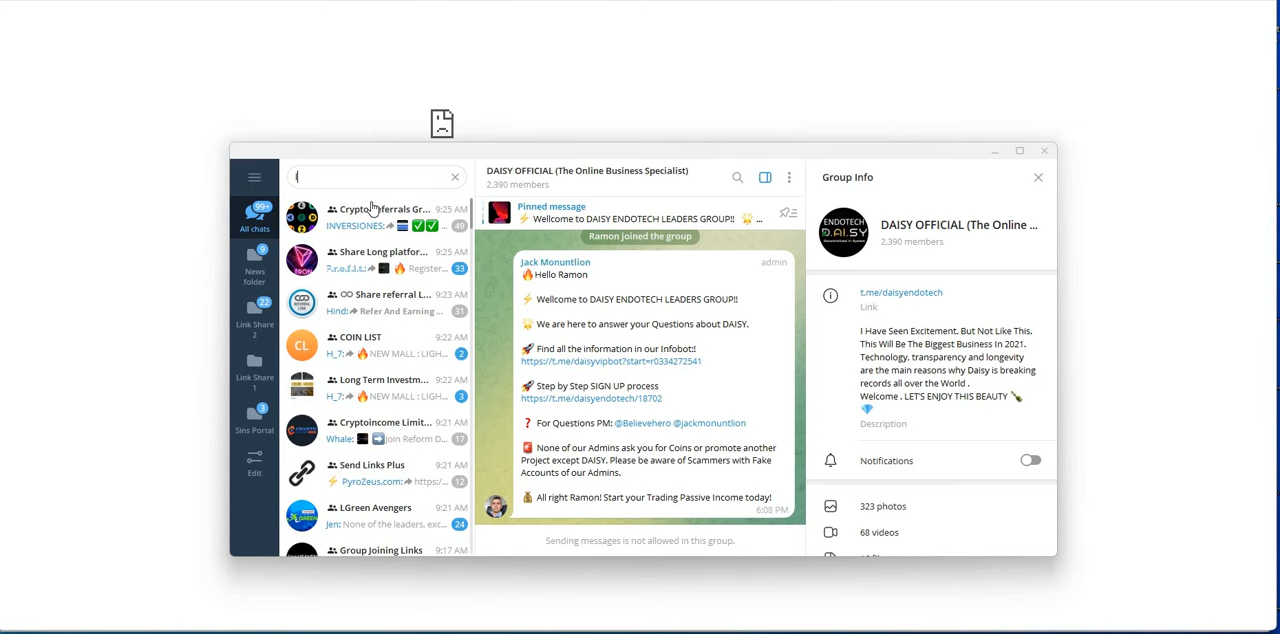 99+
All chats
9
News
folder
22
Link Share
2
Link Share
1
3
Sins Portal
Edit
Crypto Referrals Gr... 9:25 AM
INVERSIONES: ... 49
Share Long platfor... 9:25 AM
P.r.o.f.I.t.: 🔥 Register... 33
Share referral L... 9:23 AM
Hind: Refer And Earning ... 31
CL
COIN LIST 9:22 AM
H_7: 🔥NEW MALL : LIGH... 2
Long Term Investm... 9:22 AM
H_7: 🔥NEW MALL : LIGH... 3
Cryptoincome Limit... 9:21 AM
Whale: ➡️Join Reform D... 17
Send Links Plus 9:21 AM
⚡ PyroZeus.com: https:/... 12
LGreen Avengers 9:21 AM
Jen: None of the leaders, exc... 24
Group Joining Links 9:17 AM
DAISY OFFICIAL (The Online Business Specialist)
2,390 members
Pinned message
⚡ Welcome to DAISY ENDOTECH LEADERS GROUP!! 🌟 ...
Ramon joined the group
Jack Monuntlion admin
🔥Hello Ramon
⚡ Welcome to DAISY ENDOTECH LEADERS GROUP!!
🌟 We are here to answer your Questions about DAISY.
🚀 Find all the information in our Infobot:!
https://t.me/daisyvipbot?start=r0334272541
🚀 Step by Step SIGN UP process
https://t.me/daisyendotech/18702
❓ For Questions PM: @Believehero @jackmonuntlion
🚨 None of our Admins ask you for Coins or promote another
Project except DAISY. Please be aware of Scammers with Fake
Accounts of our Admins.
💰 All right Ramon! Start your Trading Passive Income today!
6:08 PM
Sending messages is not allowed in this group.
Group Info
ENDOTECH
DAISY
DAISY OFFICIAL (The Online ...
2,390 members
t.me/daisyendotech
Link
I Have Seen Excitement. But Not Like This.
This Will Be The Biggest Business In 2021.
Technology, transparency and longevity
are the main reasons why Daisy is breaking
records all over the World .
Welcome . LET'S ENJOY THIS BEAUTY 🍾
💎
Description
Notifications
323 photos
68 videos